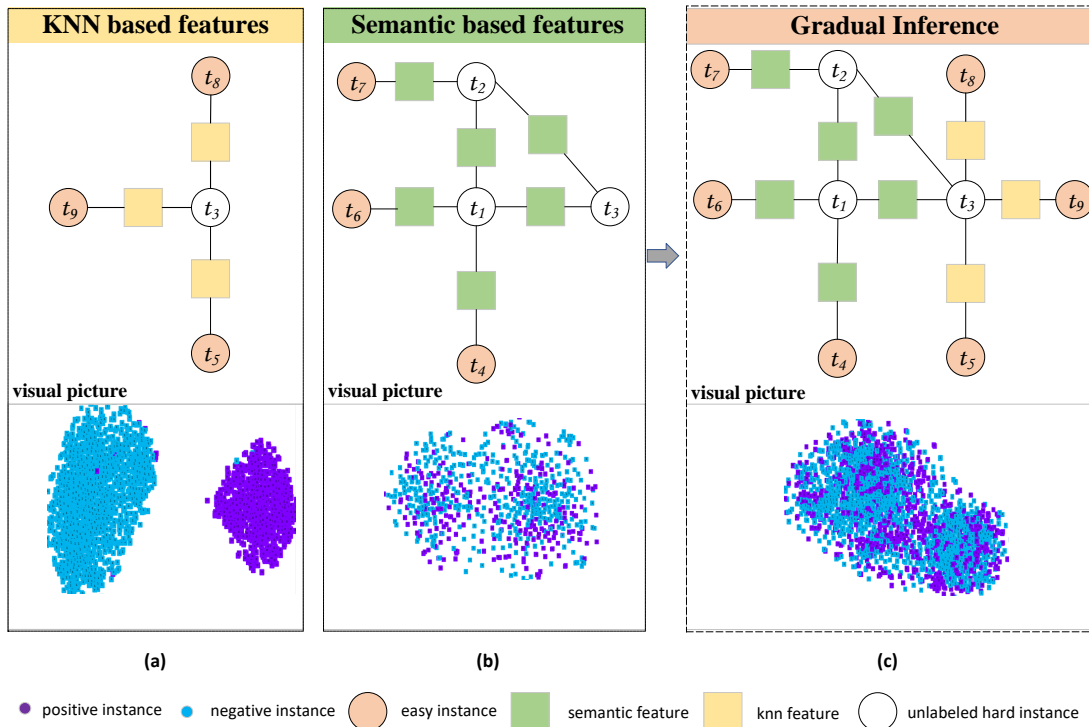 KNN based features
t8
t9
t3
t5
visual picture
(a)
Semantic based features
t7
t2
t6
t1
t3
t4
(b)
Gradual Inference
t7
t2
t8
t6
t1
t3
t9
t4
t5
visual picture
(c)
positive instance
negative instance
easy instance
semantic feature
knn feature
unlabeled hard instance